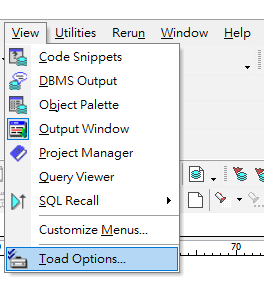 View Utilities Rerun Window Help
Code Snippets
DBMS Output
Object Palette
Output Window
Project Manager
Query Viewer
SQL Recall
Customize Menus...
Toad Options...
70